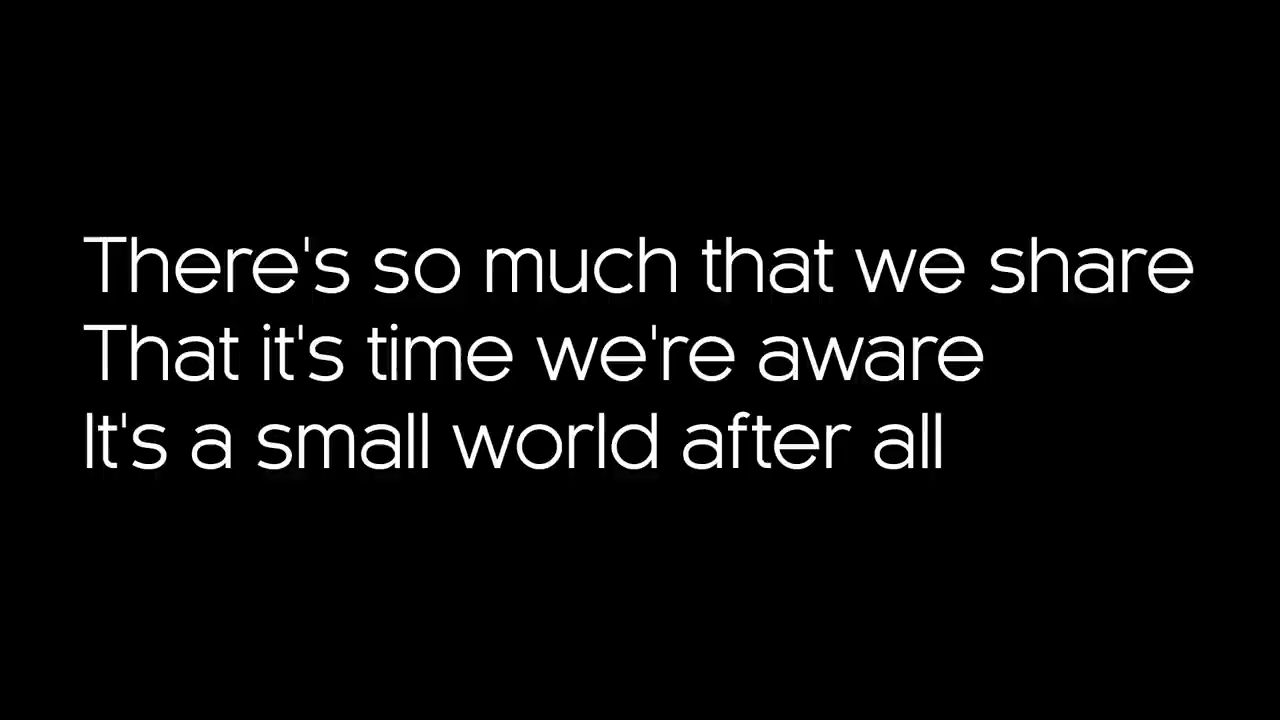 There's so much that we share
That it's time we're aware
It's a small world after all